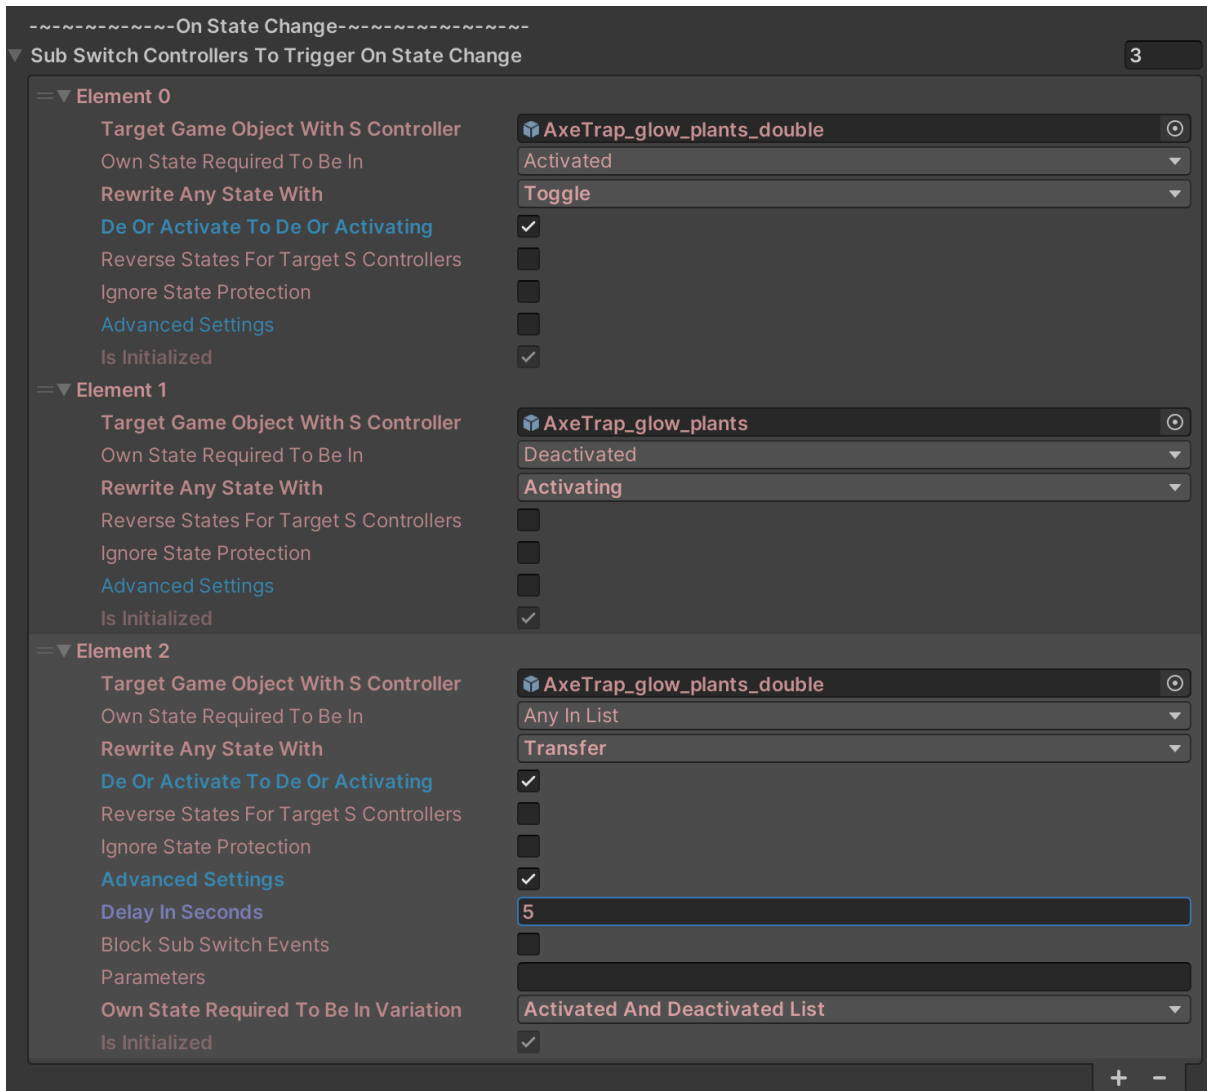 -~-~-~-~-~-~-~-On State Change-~-~-~-~-~-~-~-~-~-~-
Sub Switch Controllers To Trigger On State Change 3
Element 0
Target Game Object With S Controller AxeTrap_glow_plants_double
Own State Required To Be In Activated
Rewrite Any State With Toggle
De Or Activate To De Or Activating
Reverse States For Target S Controllers
Ignore State Protection
Advanced Settings
Is Initialized
Element 1
Target Game Object With S Controller AxeTrap_glow_plants
Own State Required To Be In Deactivated
Rewrite Any State With Activating
Reverse States For Target S Controllers
Ignore State Protection
Advanced Settings
Is Initialized
Element 2
Target Game Object With S Controller AxeTrap_glow_plants_double
Own State Required To Be In Any In List
Rewrite Any State With Transfer
De Or Activate To De Or Activating
Reverse States For Target S Controllers
Ignore State Protection
Advanced Settings
Delay In Seconds 5
Block Sub Switch Events
Parameters
Own State Required To Be In Variation Activated And Deactivated List
Is Initialized
+ −